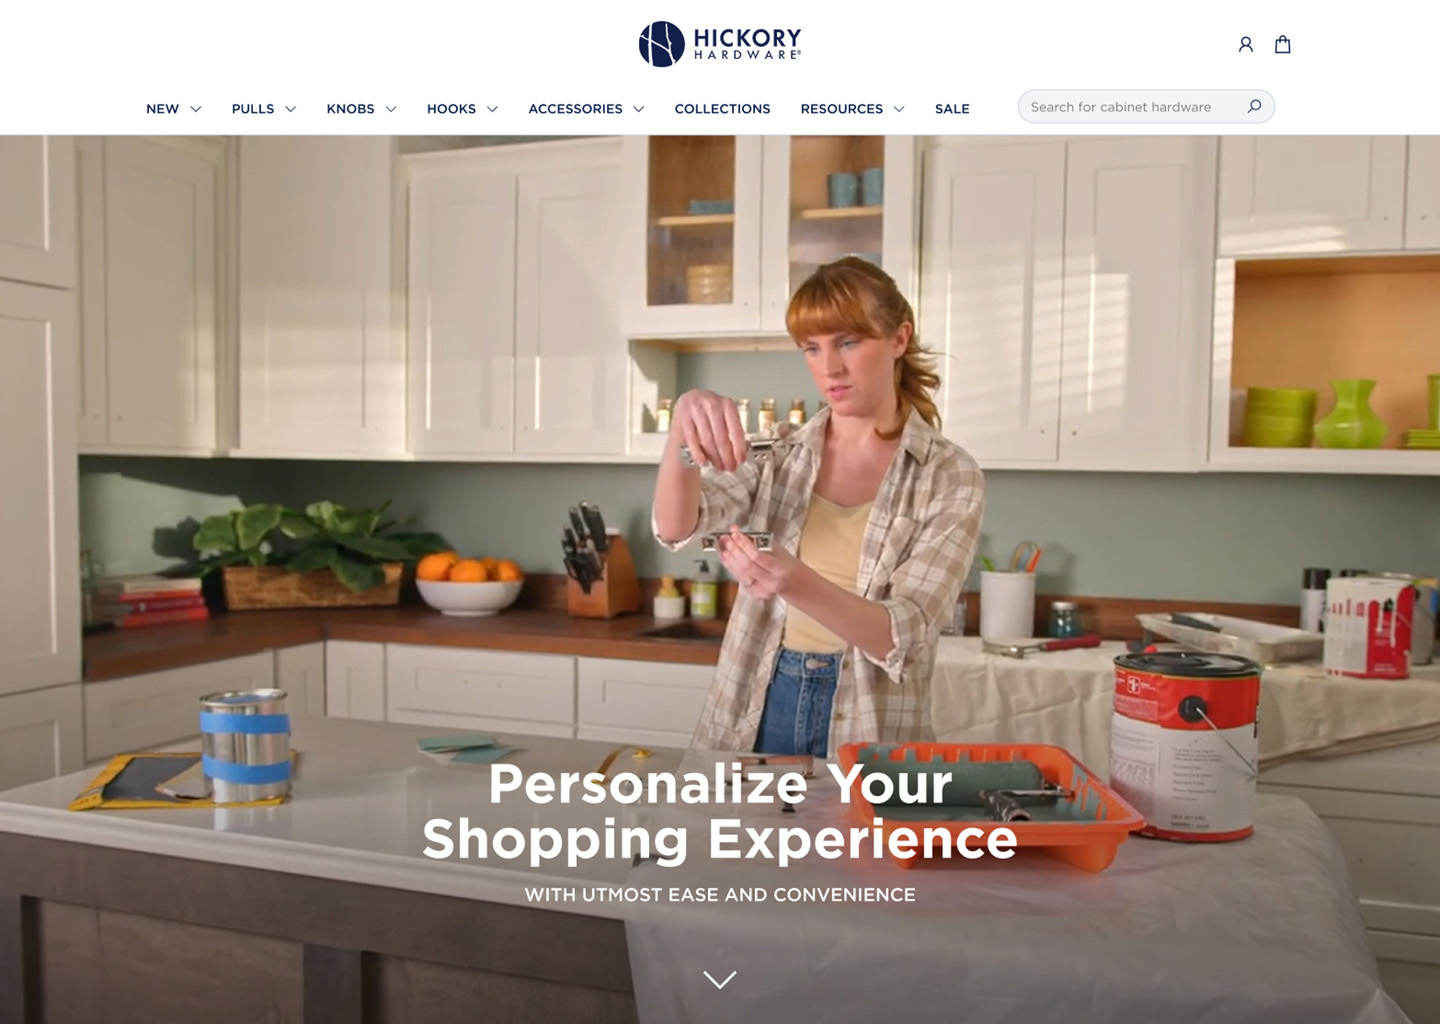 HICKORY
HARDWARE®
NEW
PULLS
KNOBS
HOOKS
ACCESSORIES
COLLECTIONS
RESOURCES
SALE
Search for cabinet hardware
Personalize Your
Shopping Experience
WITH UTMOST EASE AND CONVENIENCE